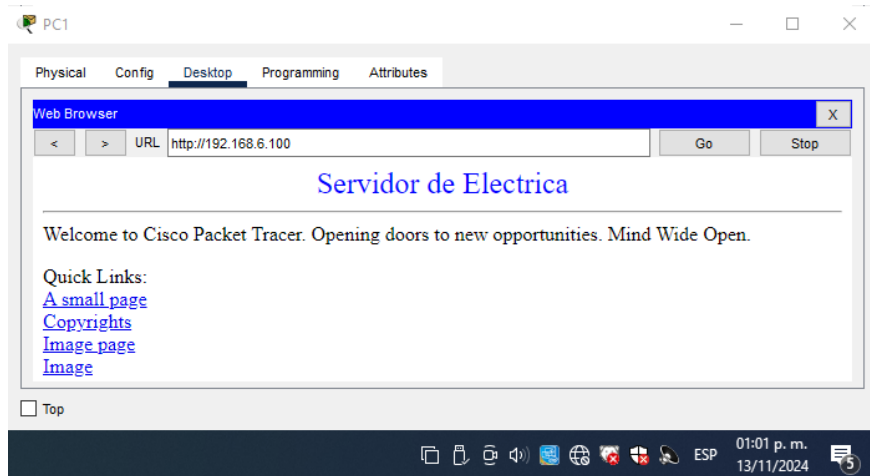 PC1
Physical Config Desktop Programming Attributes
Web Browser X
< > URL http://192.168.6.100 Go Stop
Servidor de Electrica
Welcome to Cisco Packet Tracer. Opening doors to new opportunities. Mind Wide Open.
Quick Links:
A small page
Copyrights
Image page
Image
Top
ESP 01:01 p. m.
13/11/2024 5